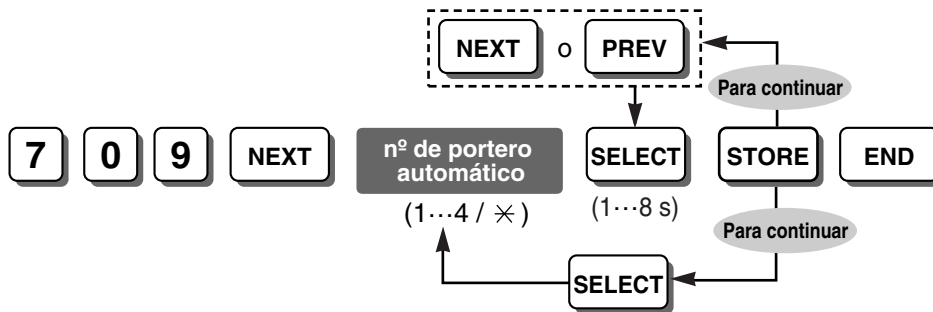 NEXT o PREV
Para continuar
7 0 9 NEXT nº de portero automático SELECT STORE END
(1···4 / ✳) (1···8 s)
Para continuar
SELECT